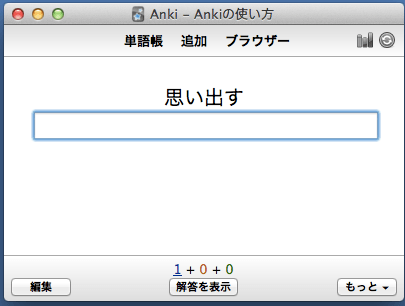 Anki – Ankiの使い方
単語帳 追加 ブラウザー
思い出す
1 + 0 + 0
編集 解答を表示 もっと